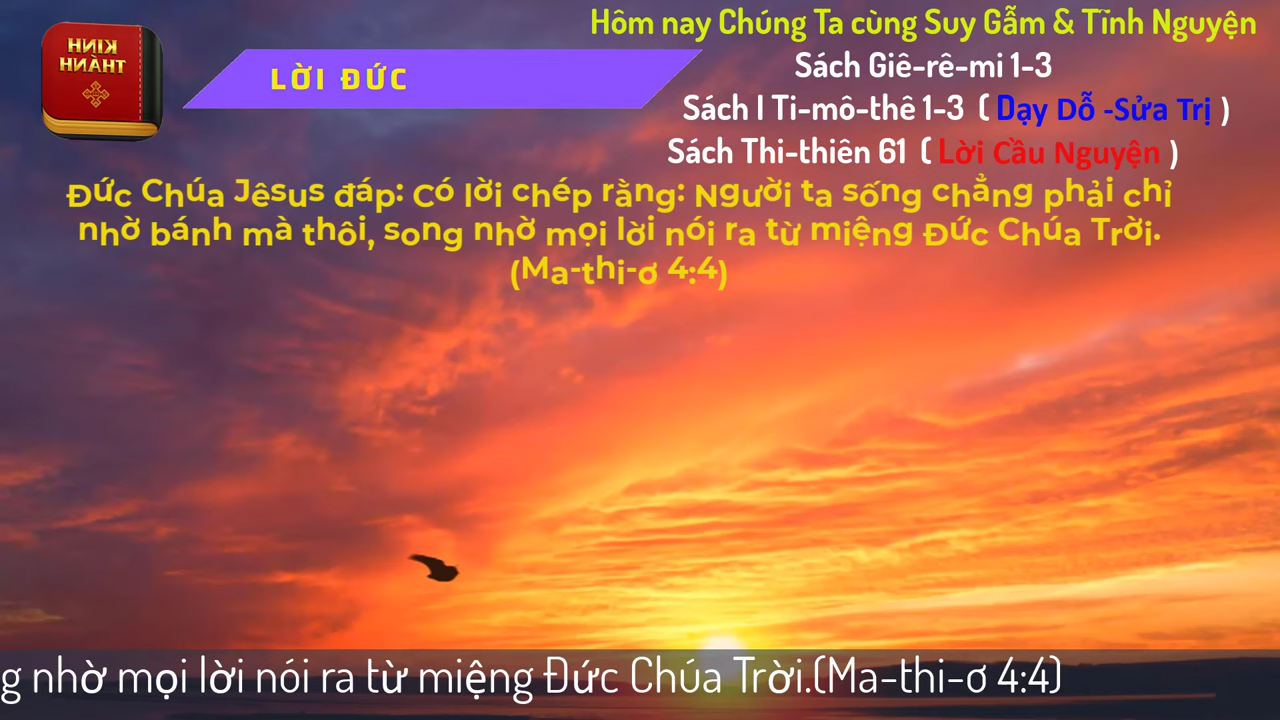 KINH
THÀNH
LỜI ĐỨC
Hôm nay Chúng Ta cùng Suy Gẫm & Tĩnh Nguyện
Sách Giê-rê-mi 1-3
Sách I Ti-mô-thê 1-3 ( Dạy Dỗ -Sửa Trị )
Sách Thi-thiên 61 ( Lời Cầu Nguyện )
Đức Chúa Jêsus đáp: Có lời chép rằng: Người ta sống chẳng phải chỉ
nhờ bánh mà thôi, song nhờ mọi lời nói ra từ miệng Đức Chúa Trời.
(Ma-thi-ơ 4:4)
g nhờ mọi lời nói ra từ miệng Đức Chúa Trời.(Ma-thi-ơ 4:4)